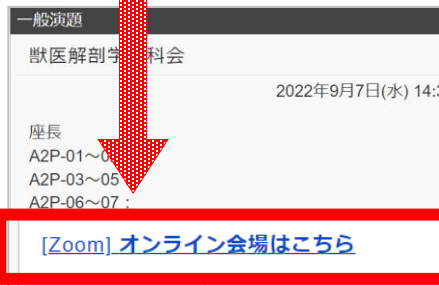 一般演題
獣医解剖学 科会
2022年9月7日(水) 14:
座長
A2P-01～0
A2P-03～05
A2P-06～07：
[Zoom] オンライン会場はこちら